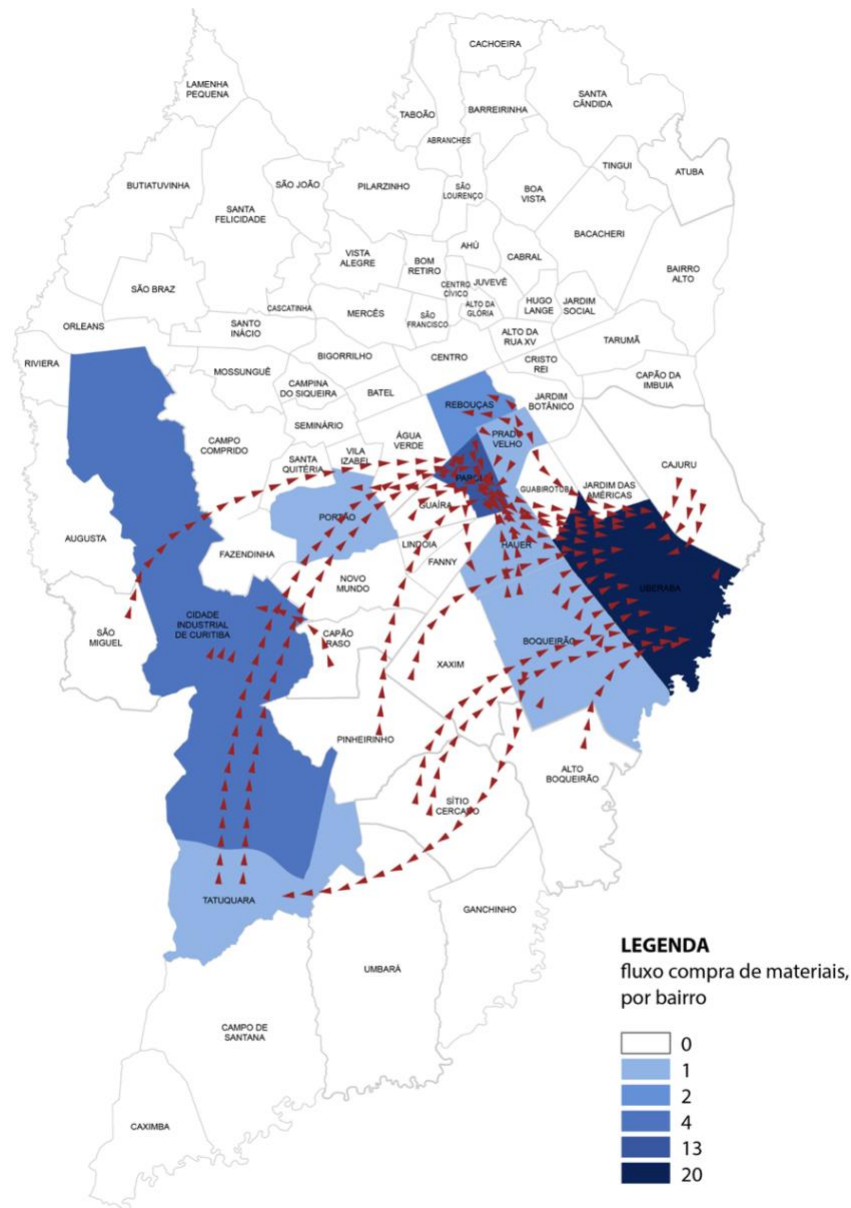 CACHOEIRA
LAMENHA
PEQUENA
SANTA
CÂNDIDA
TABOÃO
BARREIRINHA
ABRANCHES
TINGUI
ATUBA
BUTIATUVINHA
SÃO JOÃO
PILARZINHO
SÃO
LOURENÇO
BOA
VISTA
SANTA
FELICIDADE
BACACHERI
AHÚ
CABRAL
VISTA
ALEGRE
BOM
RETIRO
BAIRRO
ALTO
SÃO BRAZ
CENTRO
CÍVICO
JUVEVÊ
HUGO
LANGE
JARDIM
SOCIAL
CASCATINHA
MERCÊS
SÃO
FRANCISCO
ALTO DA
GLÓRIA
ORLEANS
SANTO
INÁCIO
ALTO DA
RUA XV
TARUMÃ
RIVIERA
BIGORRILHO
CENTRO
CRISTO
REI
MOSSUNGUÊ
CAMPINA
DO SIQUEIRA
BATEL
CAPÃO DA
IMBUIA
REBOUÇAS
JARDIM
BOTÂNICO
SEMINÁRIO
CAMPO
COMPRIDO
VILA
IZABEL
ÁGUA
VERDE
PRADO
VELHO
SANTA
QUITÉRIA
CAJURU
GUABIROTUBA
JARDIM DAS
AMÉRICAS
GUAÍRA
PORTÃO
AUGUSTA
FAZENDINHA
LINDÓIA
HAUER
FANNY
NOVO
MUNDO
UBERABA
SÃO
MIGUEL
CIDADE
INDUSTRIAL
DE CURITIBA
CAPÃO
RASO
BOQUEIRÃO
XAXIM
PINHEIRINHO
ALTO
BOQUEIRÃO
SÍTIO
CERCADO
TATUQUARA
GANCHINHO
UMBARÁ
CAMPO DE
SANTANA
CAXIMBA
LEGENDA
fluxo compra de materiais,
por bairro
0
1
2
4
13
20